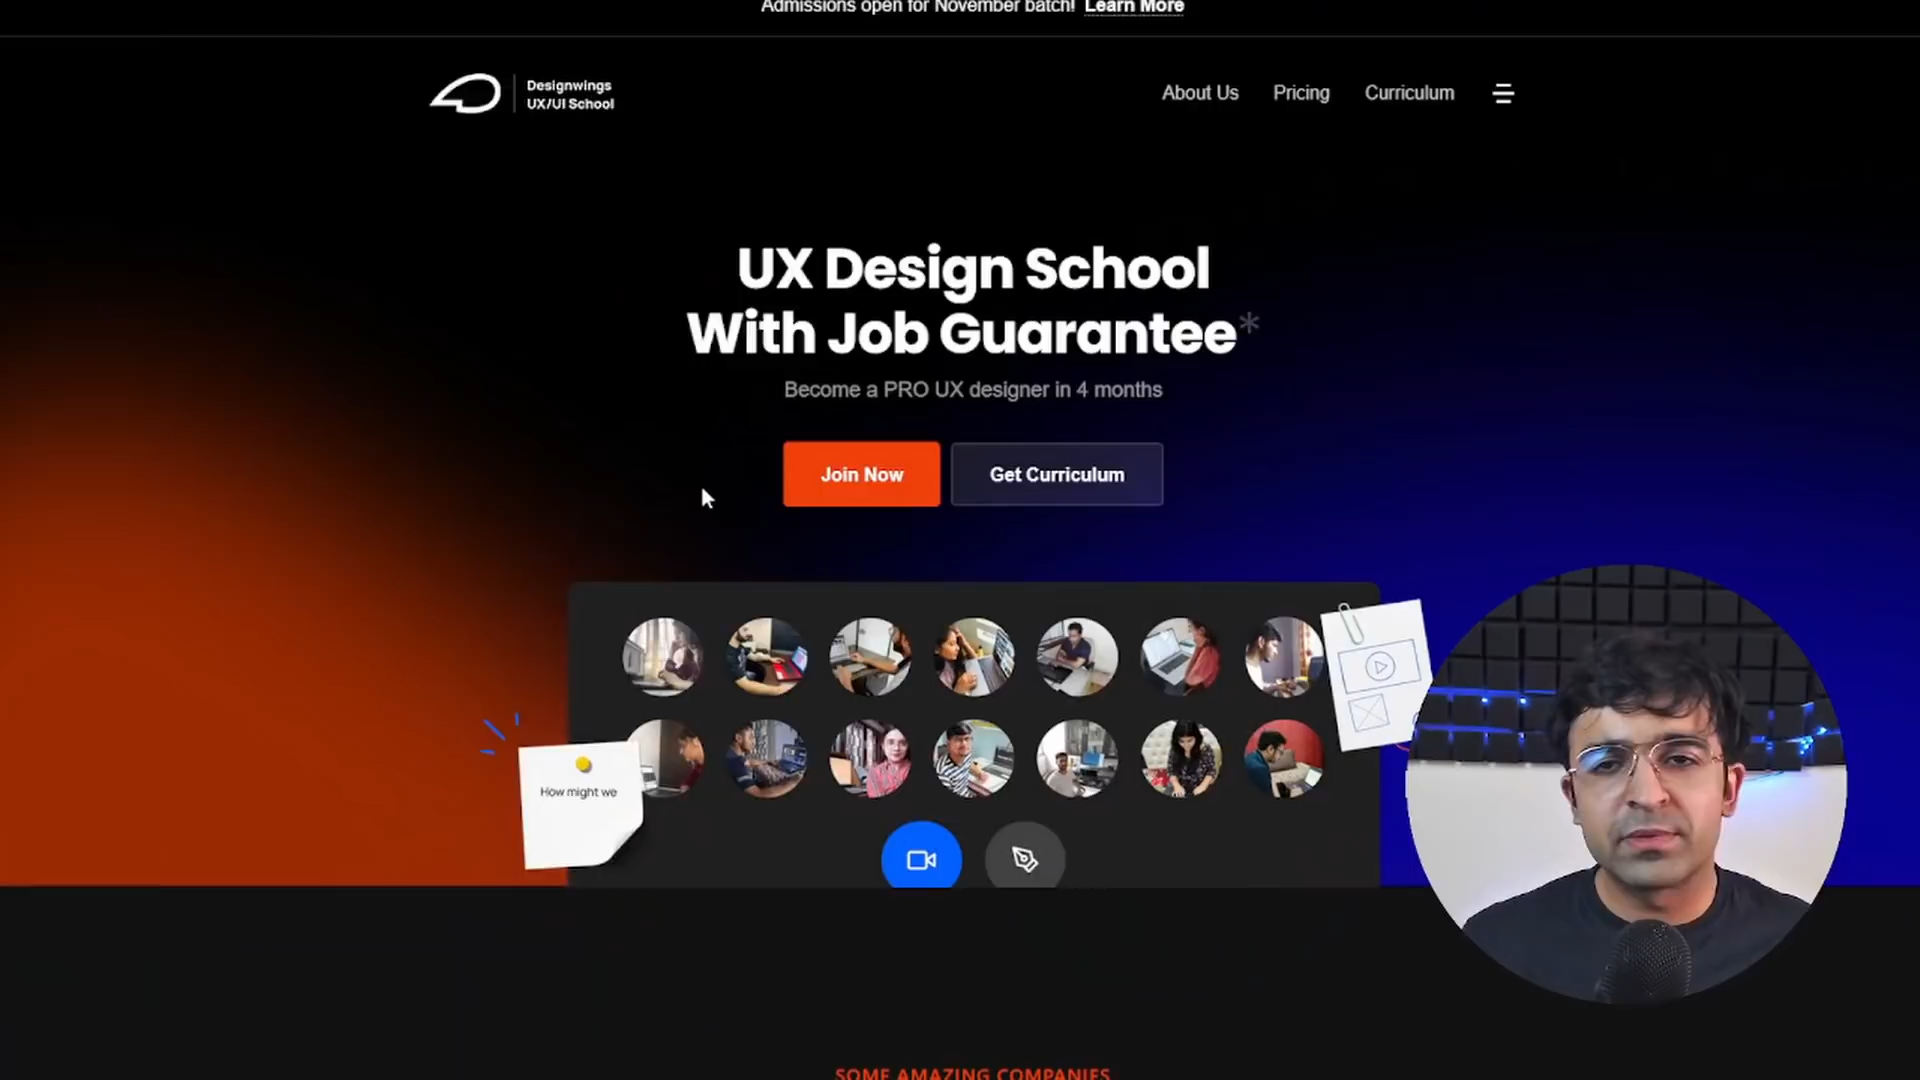 Admissions open for November batch! Learn More
Designwings
UX/UI School
About Us Pricing Curriculum
UX Design School
With Job Guarantee*
Become a PRO UX designer in 4 months
Join Now Get Curriculum
How might we
SOME AMAZING COMPANIES